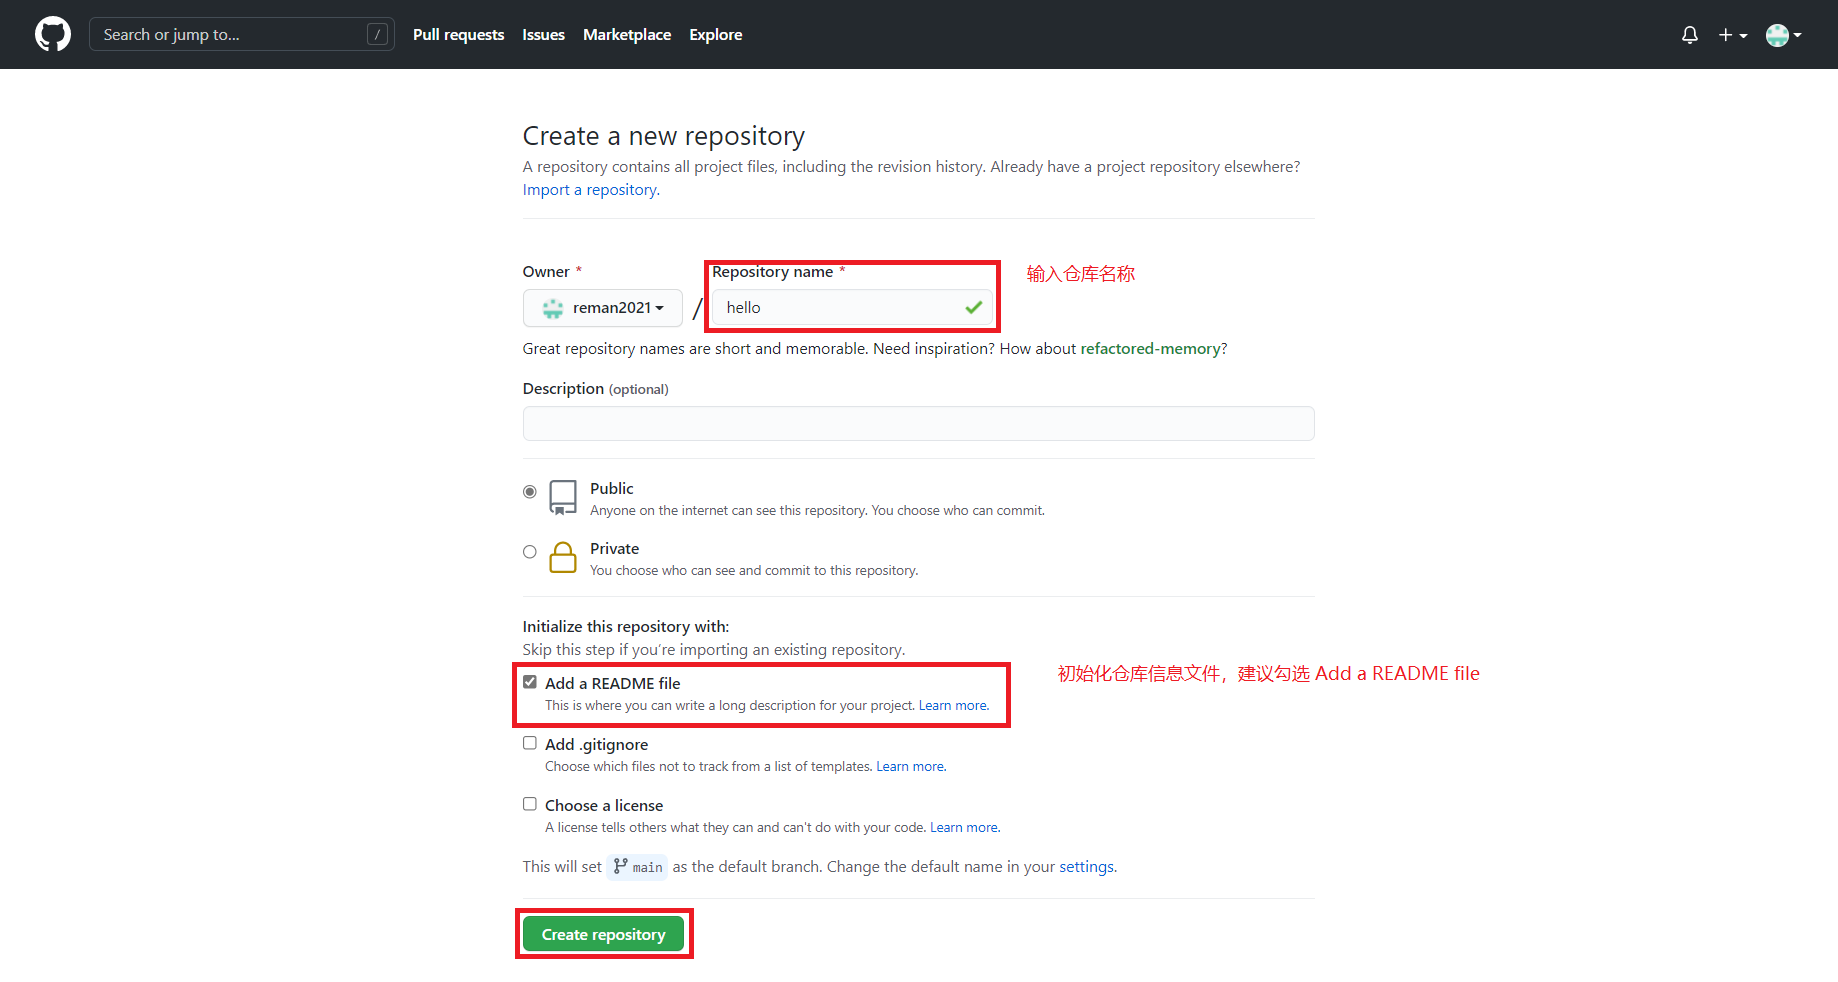 Search or jump to... /
Pull requests Issues Marketplace Explore
Create a new repository
A repository contains all project files, including the revision history. Already have a project repository elsewhere?
Import a repository.
Owner * Repository name * 输入仓库名称
reman2021 / hello
Great repository names are short and memorable. Need inspiration? How about refactored-memory?
Description (optional)
Public
Anyone on the internet can see this repository. You choose who can commit.
Private
You choose who can see and commit to this repository.
Initialize this repository with:
Skip this step if you're importing an existing repository.
Add a README file 初始化仓库信息文件，建议勾选 Add a README file
This is where you can write a long description for your project. Learn more.
Add .gitignore
Choose which files not to track from a list of templates. Learn more.
Choose a license
A license tells others what they can and can't do with your code. Learn more.
This will set main as the default branch. Change the default name in your settings.
Create repository